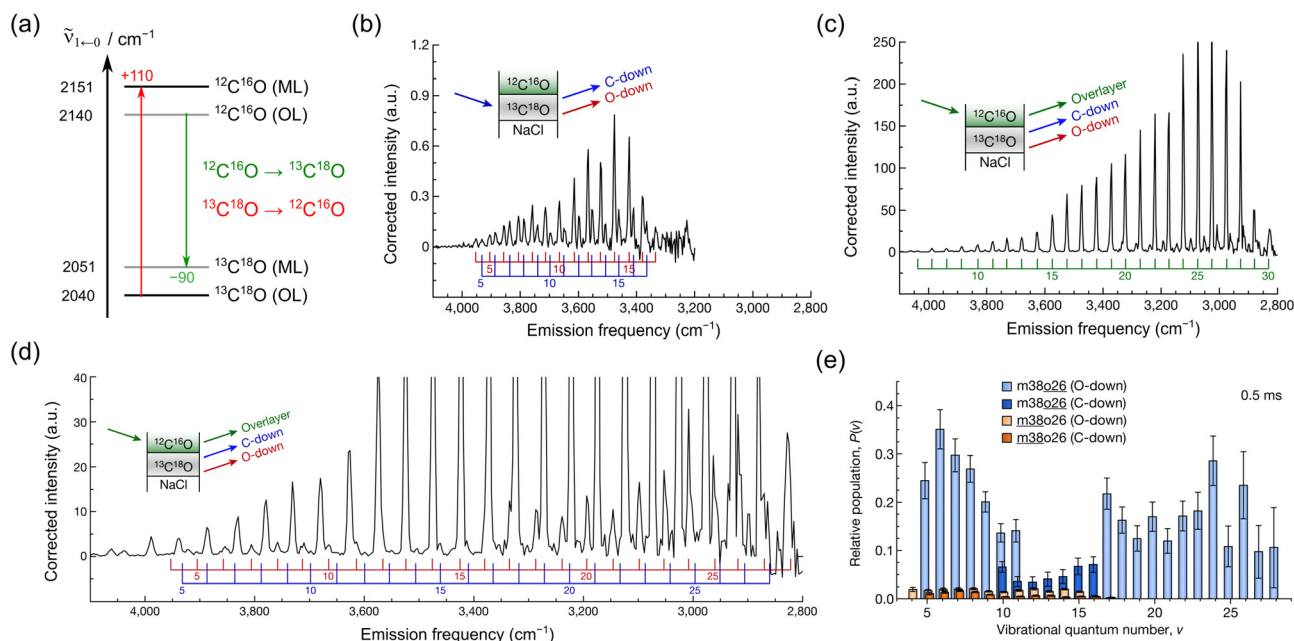 (a)
ν̃₁←₀ / cm⁻¹
+110
2151
¹²C¹⁶O (ML)
2140
¹²C¹⁶O (OL)
¹²C¹⁶O → ¹³C¹⁸O
¹³C¹⁸O → ¹²C¹⁶O
2051
¹³C¹⁸O (ML)
−90
2040
¹³C¹⁸O (OL)
(b)
Corrected intensity (a.u.)
1.2
0.9
0.6
0.3
0
¹²C¹⁶O
¹³C¹⁸O
NaCl
C-down
O-down
5 10 15
5 10 15
4,000 3,800 3,600 3,400 3,200 3,000 2,800
Emission frequency (cm⁻¹)
(c)
Corrected intensity (a.u.)
250
200
150
100
50
0
¹²C¹⁶O
¹³C¹⁸O
NaCl
Overlayer
C-down
O-down
10 15 20 25 30
4,000 3,800 3,600 3,400 3,200 3,000 2,800
Emission frequency (cm⁻¹)
(d)
Corrected intensity (a.u.)
40
30
20
10
0
−5
¹²C¹⁶O
¹³C¹⁸O
NaCl
Overlayer
C-down
O-down
5 10 15 20 25
5 10 15 20 25
4,000 3,800 3,600 3,400 3,200 3,000 2,800
Emission frequency (cm⁻¹)
(e)
Relative population, P(v)
0.4
0.3
0.2
0.1
0.0
m38o26 (O-down)
m38o26 (C-down)
m38o26 (O-down)
m38o26 (C-down)
0.5 ms
5 10 15 20 25
Vibrational quantum number, v